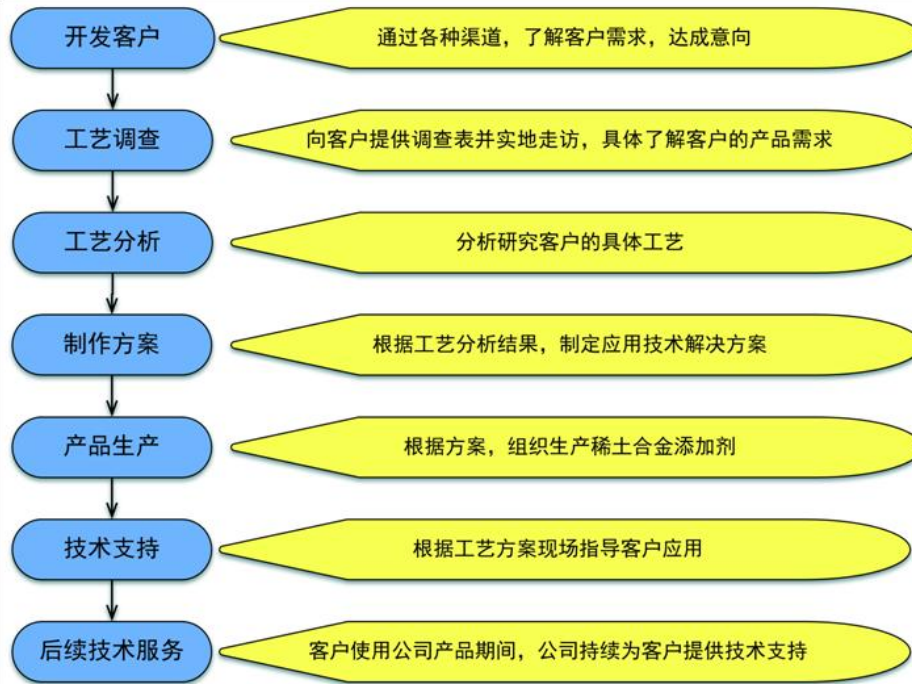 开发客户
通过各种渠道，了解客户需求，达成意向
工艺调查
向客户提供调查表并实地走访，具体了解客户的产品需求
工艺分析
分析研究客户的具体工艺
制作方案
根据工艺分析结果，制定应用技术解决方案
产品生产
根据方案，组织生产稀土合金添加剂
技术支持
根据工艺方案现场指导客户应用
后续技术服务
客户使用公司产品期间，公司持续为客户提供技术支持